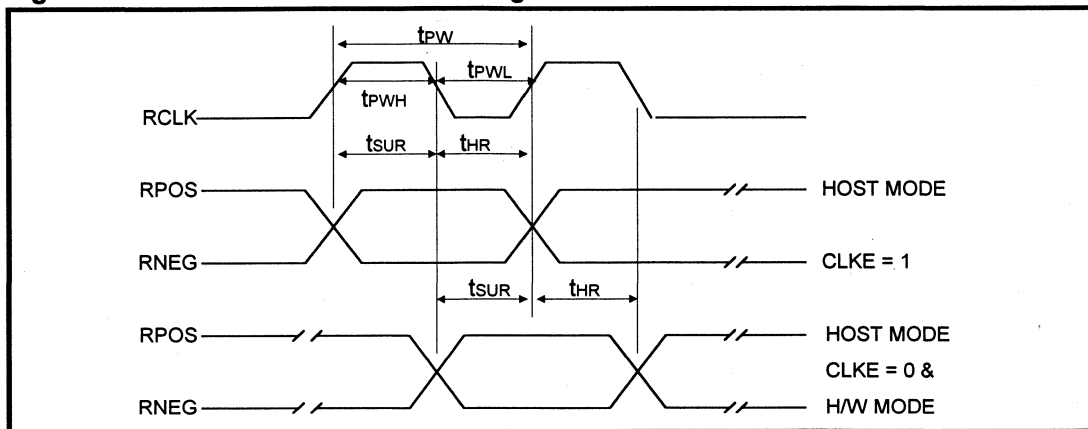 tPW
tPWL
tPWH
RCLK
tSUR
tHR
RPOS
HOST MODE
RNEG
CLKE = 1
tSUR
tHR
RPOS
HOST MODE
CLKE = 0 &
RNEG
H/W MODE